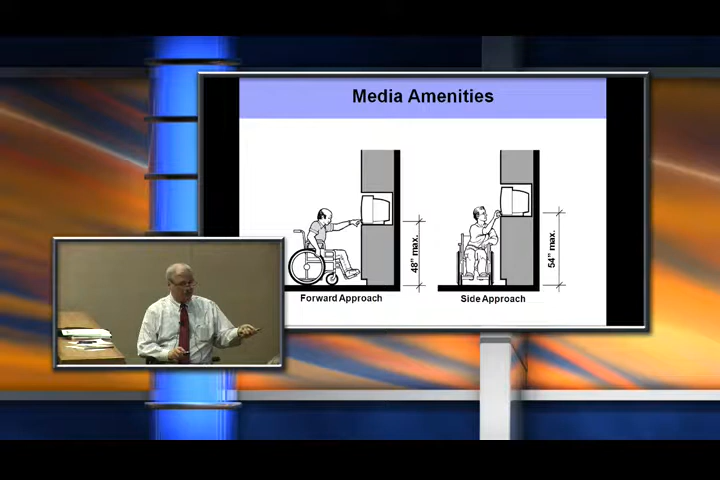 Media Amenities
48" max.
54" max.
Forward Approach
Side Approach